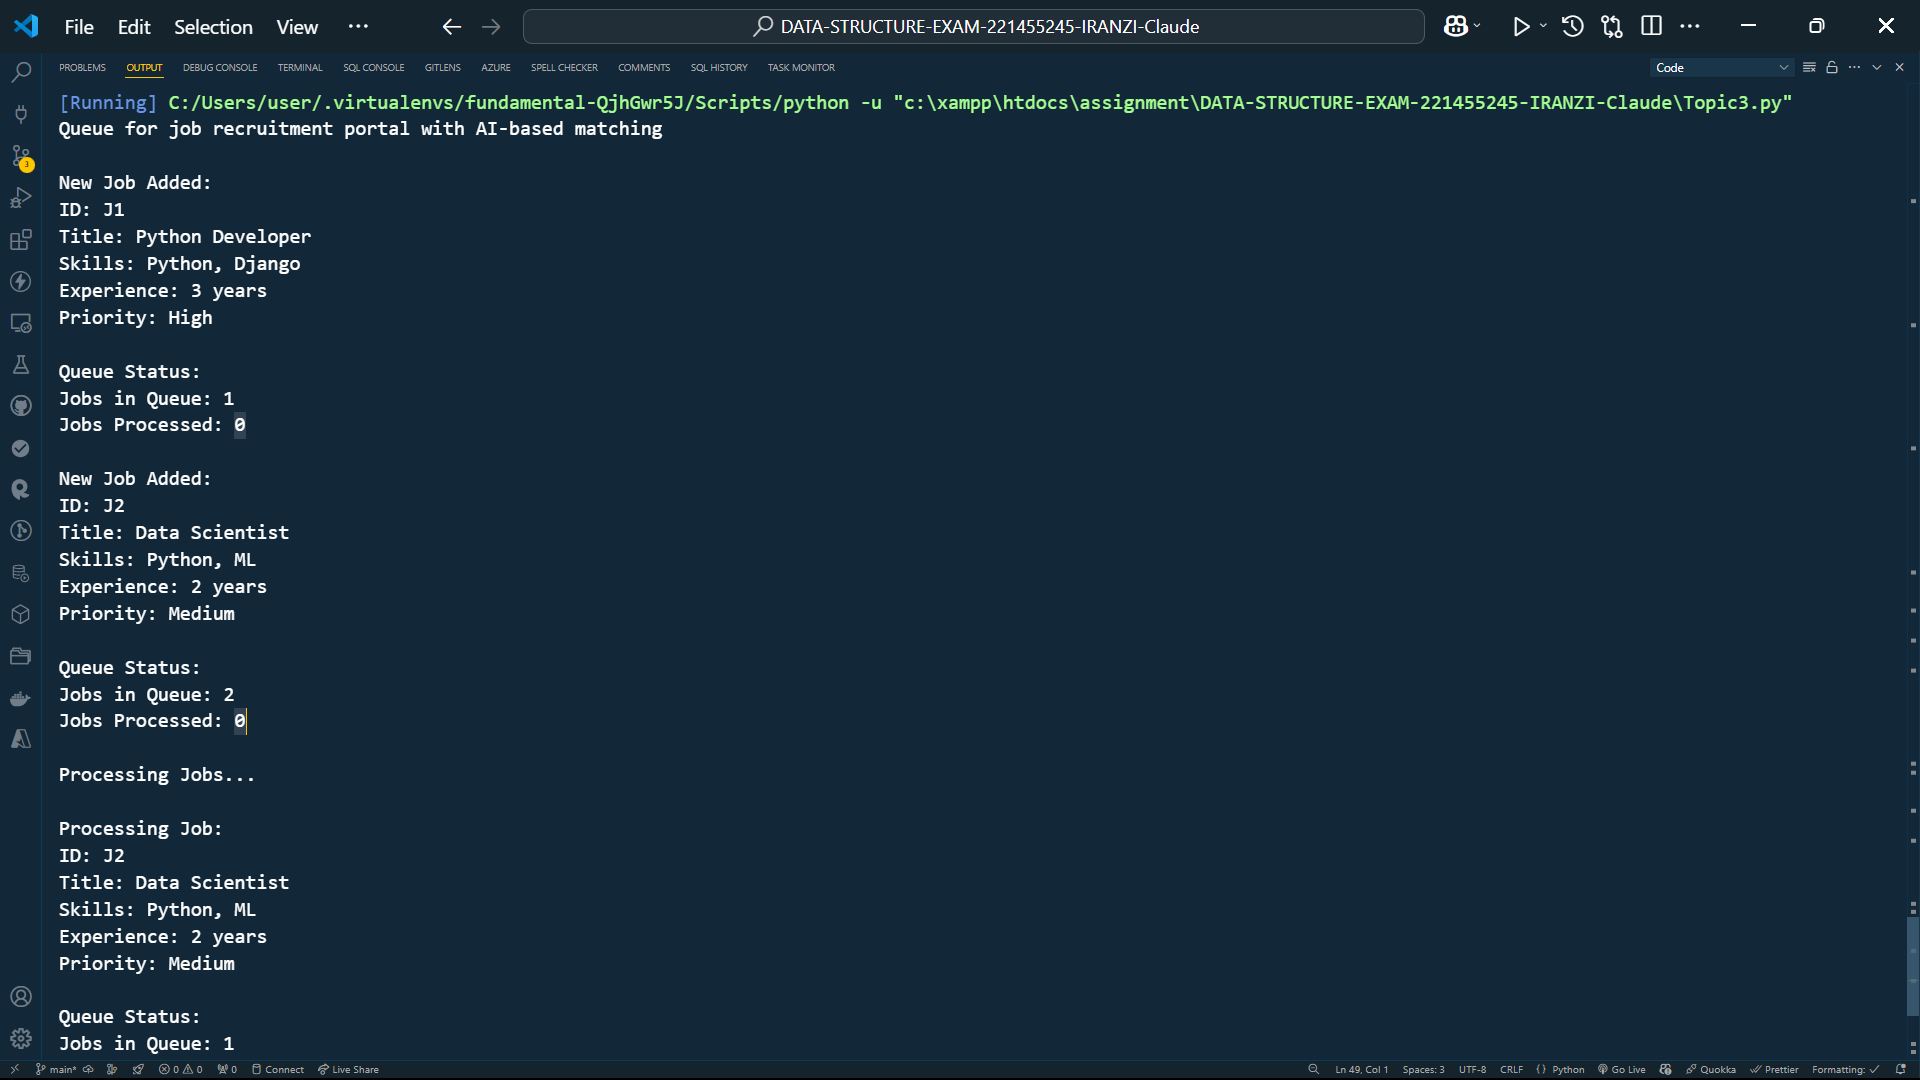 File Edit Selection View ··· DATA-STRUCTURE-EXAM-221455245-IRANZI-Claude
PROBLEMS OUTPUT DEBUG CONSOLE TERMINAL SQL CONSOLE GITLENS AZURE SPELL CHECKER COMMENTS SQL HISTORY TASK MONITOR Code
[Running] C:/Users/user/.virtualenvs/fundamental-QjhGwr5J/Scripts/python -u "c:\xampp\htdocs\assignment\DATA-STRUCTURE-EXAM-221455245-IRANZI-Claude\Topic3.py"
Queue for job recruitment portal with AI-based matching
New Job Added:
ID: J1
Title: Python Developer
Skills: Python, Django
Experience: 3 years
Priority: High
Queue Status:
Jobs in Queue: 1
Jobs Processed: 0
New Job Added:
ID: J2
Title: Data Scientist
Skills: Python, ML
Experience: 2 years
Priority: Medium
Queue Status:
Jobs in Queue: 2
Jobs Processed: 0
Processing Jobs...
Processing Job:
ID: J2
Title: Data Scientist
Skills: Python, ML
Experience: 2 years
Priority: Medium
Queue Status:
Jobs in Queue: 1
3
main* 0 0 0 Connect Live Share Ln 49, Col 1 Spaces: 3 UTF-8 CRLF {} Python Go Live Quokka Prettier Formatting: ✓